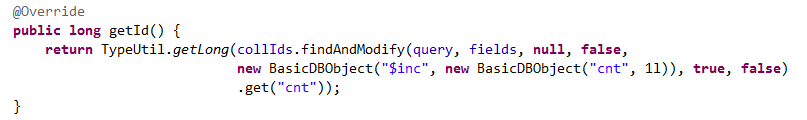 @Override
public long getId() {
    return TypeUtil.getLong(collIds.findAndModify(query, fields, null, false,
                            new BasicDBObject("$inc", new BasicDBObject("cnt", 1l)), true, false)
                            .get("cnt"));
}